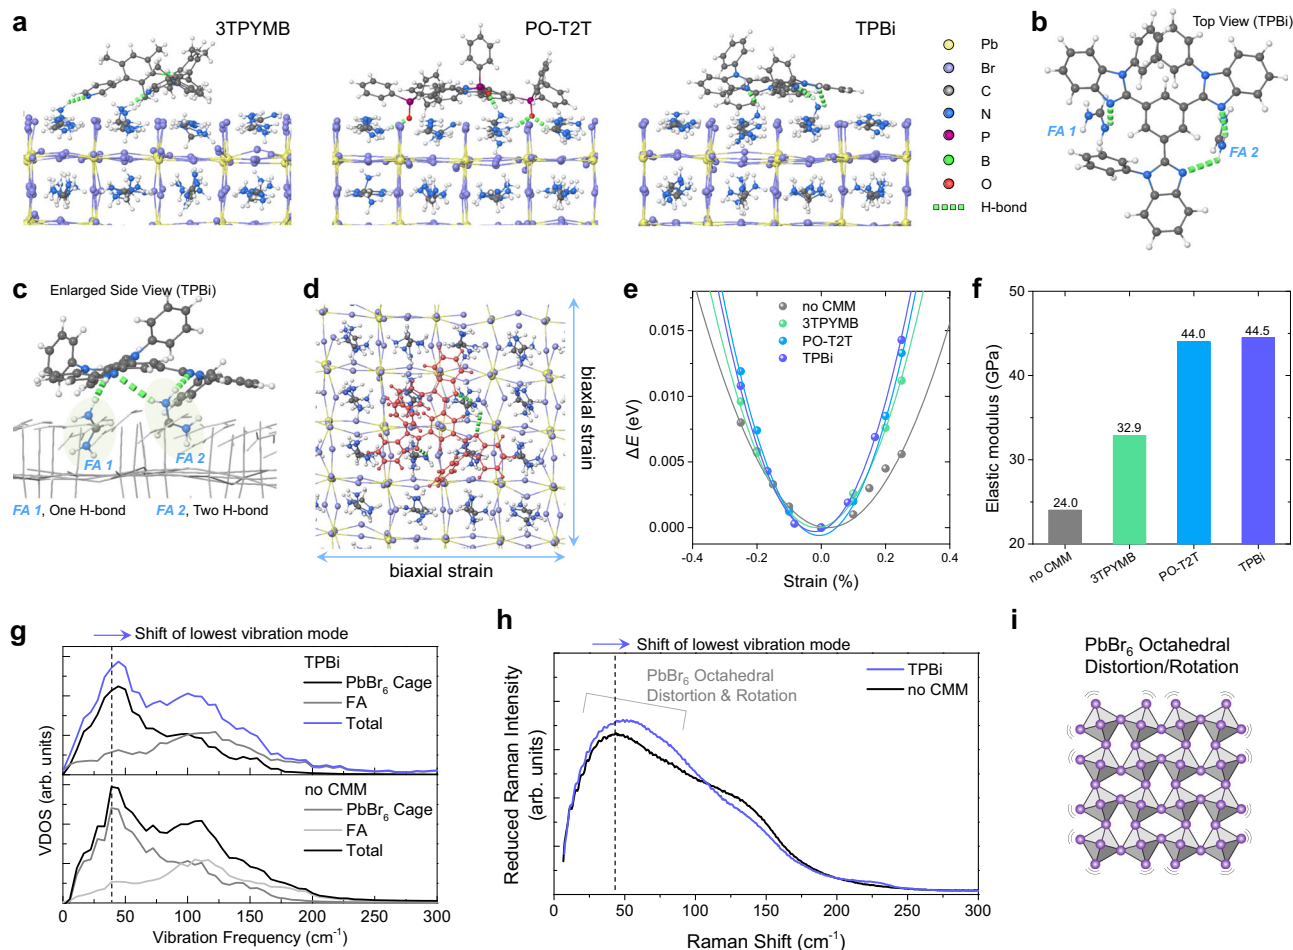 a
3TPYMB
PO-T2T
TPBi
Pb
Br
C
N
P
B
O
H-bond
b
Top View (TPBi)
FA 1
FA 2
c
Enlarged Side View (TPBi)
FA 1
FA 2
FA 1, One H-bond
FA 2, Two H-bond
d
biaxial strain
biaxial strain
e
no CMM
3TPYMB
PO-T2T
TPBi
0.015
0.010
0.005
0.000
ΔE (eV)
-0.4
-0.2
0.0
0.2
0.4
Strain (%)
f
50
40
30
20
Elastic modulus (GPa)
24.0
32.9
44.0
44.5
no CMM
3TPYMB
PO-T2T
TPBi
g
Shift of lowest vibration mode
TPBi
PbBr6 Cage
FA
Total
no CMM
PbBr6 Cage
FA
Total
VDOS (arb. units)
0
50
100
150
200
250
300
Vibration Frequency (cm-1)
h
Shift of lowest vibration mode
PbBr6 Octahedral
Distortion & Rotation
TPBi
no CMM
Reduced Raman Intensity
(arb. units)
0
50
100
150
200
250
300
Raman Shift (cm-1)
i
PbBr6 Octahedral
Distortion/Rotation